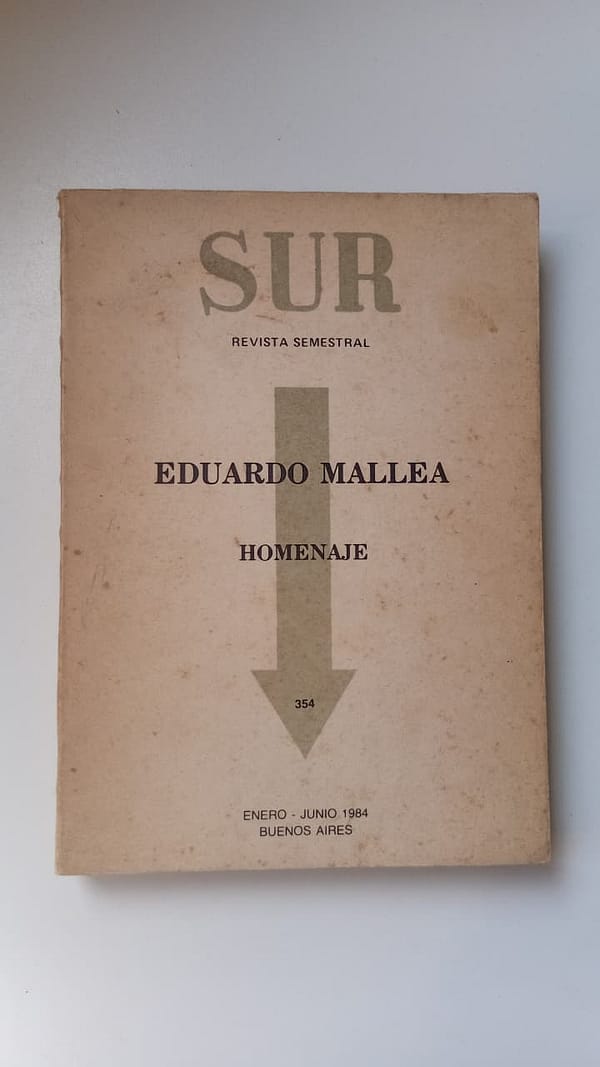 SUR
REVISTA SEMESTRAL
EDUARDO MALLEA
HOMENAJE
354
ENERO - JUNIO 1984
BUENOS AIRES